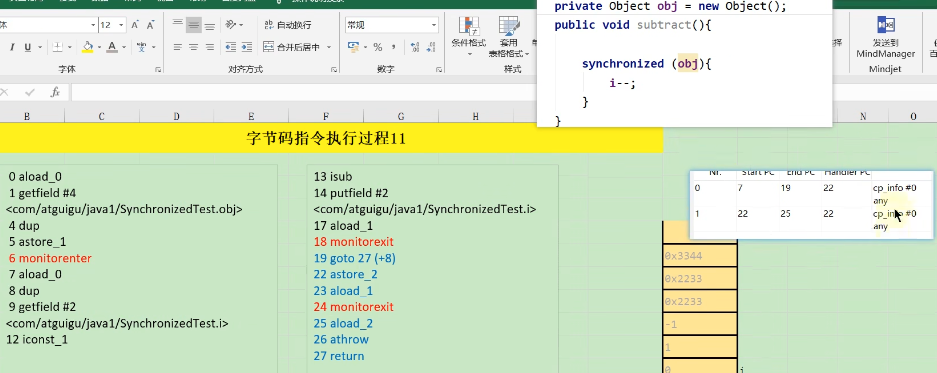 private Object obj = new Object();
public void subtract(){
synchronized (obj){
i--;
}
}
12
A
A
自动换行
常规
I
U
A
合并后居中
%
条件格式
套用
表格格式
发送到
MindManager
字体
对齐方式
数字
样式
Mindjet
fx
B
C
D
E
F
G
H
N
O
字节码指令执行过程11
0 aload_0
1 getfield #4
<com/atguigu/java1/SynchronizedTest.obj>
4 dup
5 astore_1
6 monitorenter
7 aload_0
8 dup
9 getfield #2
<com/atguigu/java1/SynchronizedTest.i>
12 iconst_1
13 isub
14 putfield #2
<com/atguigu/java1/SynchronizedTest.i>
17 aload_1
18 monitorexit
19 goto 27 (+8)
22 astore_2
23 aload_1
24 monitorexit
25 aload_2
26 athrow
27 return
Nr. Start PC End PC Handler PC
0 7 19 22 cp_info #0
any
1 22 25 22 cp_info #0
any
0x3344
0x2233
0x2233
-1
1
0 i